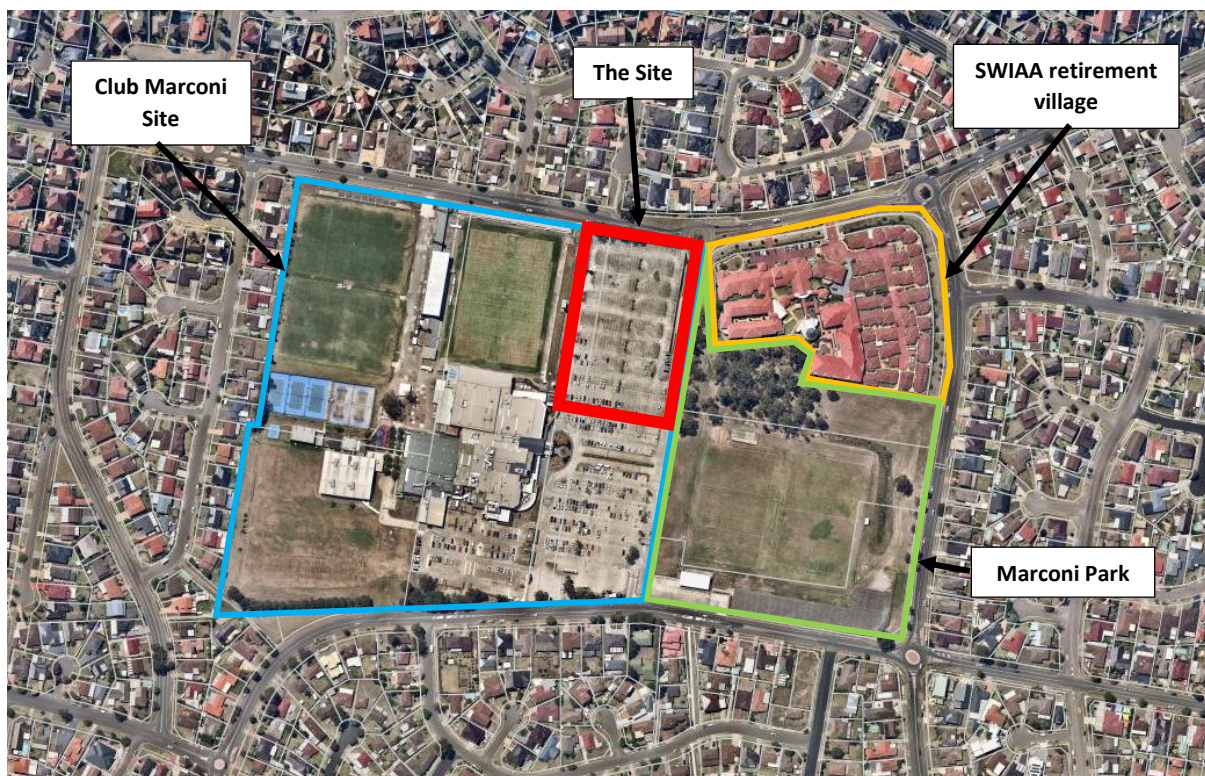 Club Marconi
Site
The Site
SWIAA retirement
village
Marconi Park